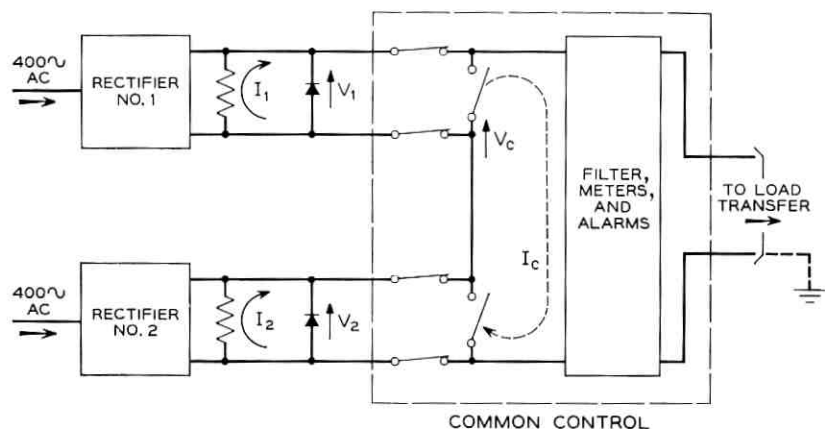 400~
AC
RECTIFIER
NO. 1
I1
V1
VC
FILTER,
METERS,
AND
ALARMS
TO LOAD
TRANSFER
400~
AC
RECTIFIER
NO. 2
I2
V2
IC
COMMON CONTROL